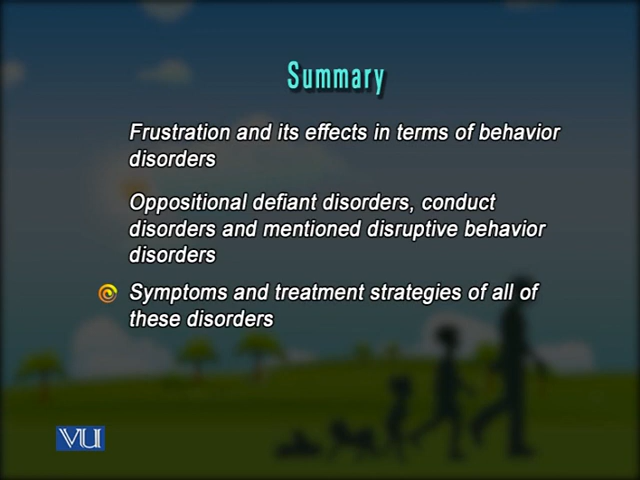 Summary
Frustration and its effects in terms of behavior
disorders
Oppositional defiant disorders, conduct
disorders and mentioned disruptive behavior
disorders
Symptoms and treatment strategies of all of
these disorders
VU